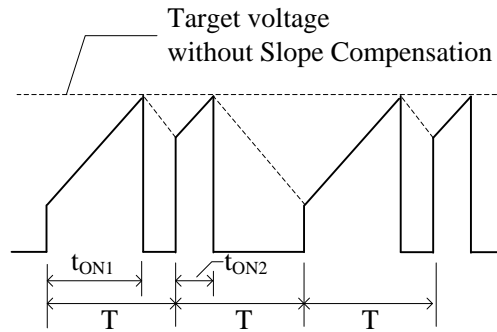 Target voltage
without Slope Compensation
tON1
tON2
T
T
T